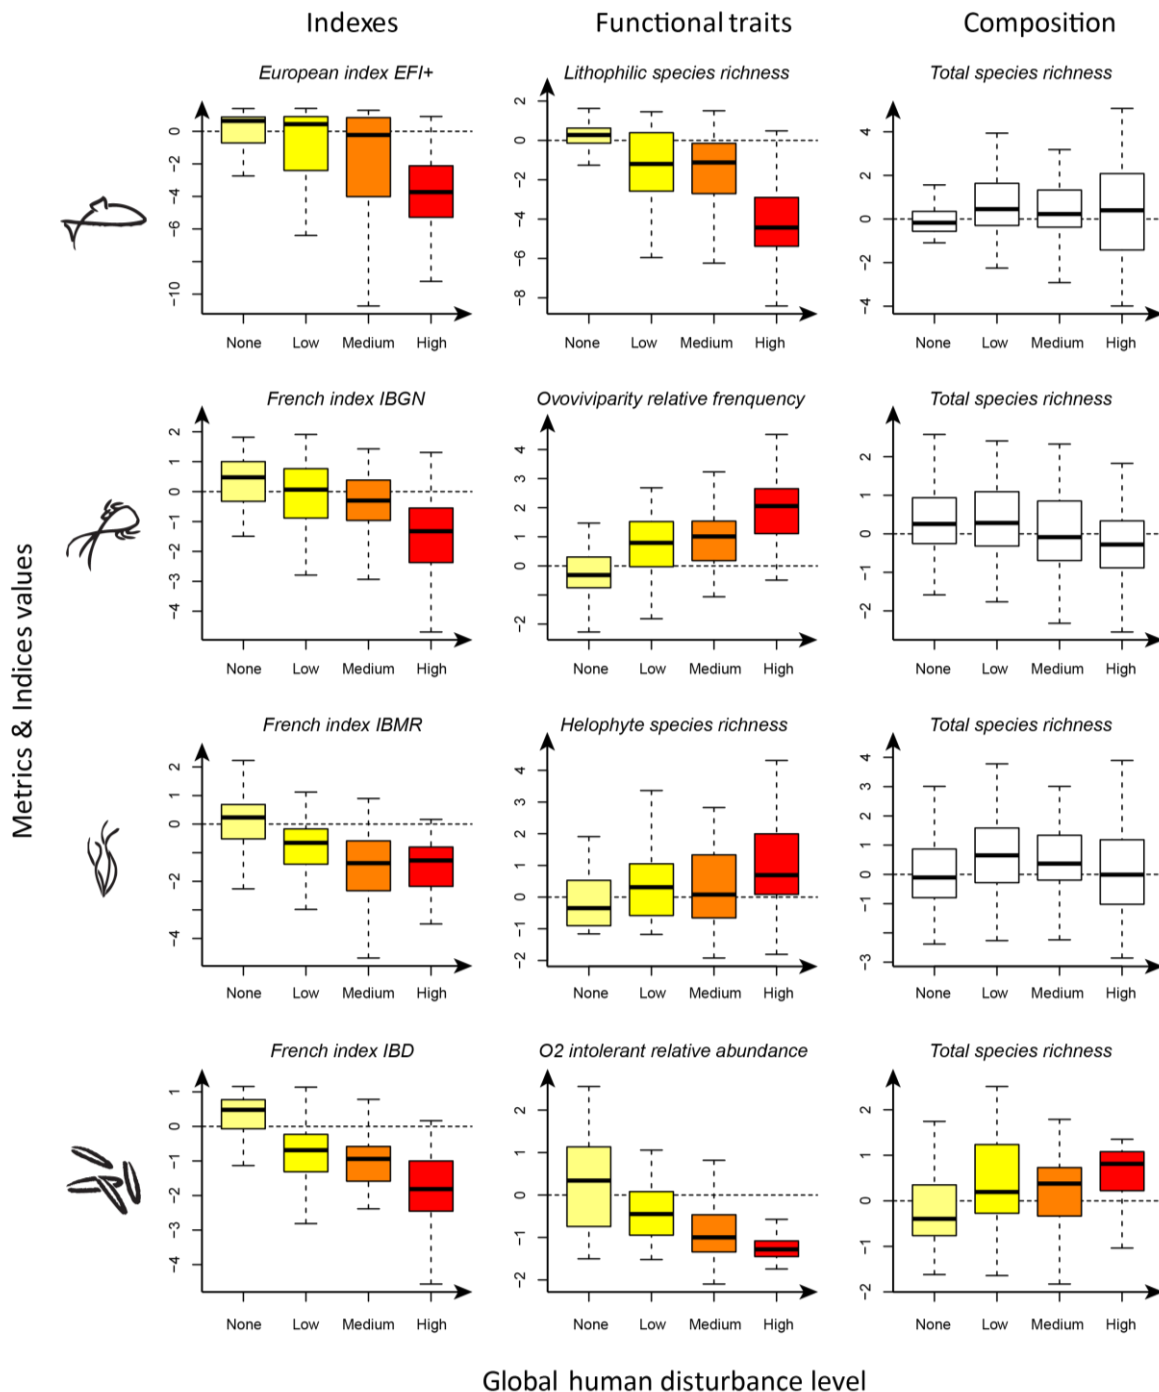 Indexes Functional traits Composition
European index EFI+ Lithophilic species richness Total species richness
0 −2 −4 −6 −10
2 0 −2 −4 −6 −8
4 2 0 −2 −4
None Low Medium High None Low Medium High None Low Medium High
French index IBGN Ovoviviparity relative frenquency Total species richness
2 1 0 −1 −2 −3 −4
4 3 2 1 0 −2
2 1 0 −1 −2
None Low Medium High None Low Medium High None Low Medium High
Metrics & Indices values
French index IBMR Helophyte species richness Total species richness
2 1 0 −2 −4
4 3 2 1 0 −1 −2
4 3 2 1 0 −1 −3
None Low Medium High None Low Medium High None Low Medium High
French index IBD O2 intolerant relative abundance Total species richness
1 0 −1 −2 −3 −4
2 1 0 −1 −2
2 1 0 −1 −2
None Low Medium High None Low Medium High None Low Medium High
Global human disturbance level